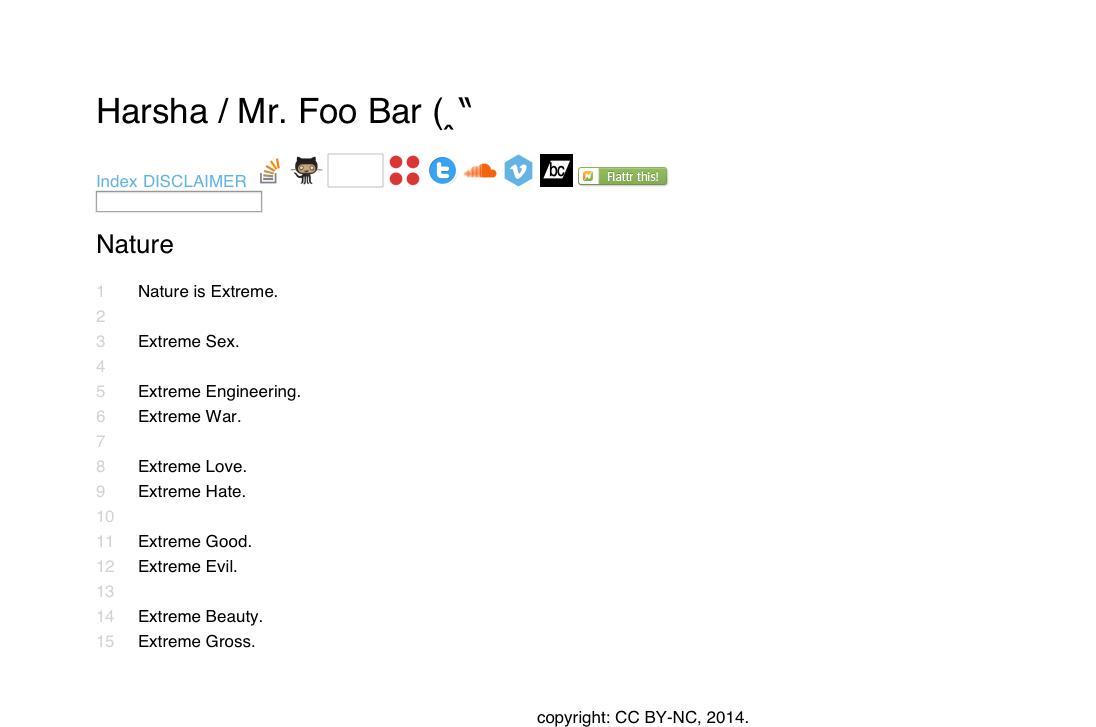 Harsha / Mr. Foo Bar (‸‟
Index DISCLAIMER
bc
Flattr this!
Nature
1 Nature is Extreme.
2
3 Extreme Sex.
4
5 Extreme Engineering.
6 Extreme War.
7
8 Extreme Love.
9 Extreme Hate.
10
11 Extreme Good.
12 Extreme Evil.
13
14 Extreme Beauty.
15 Extreme Gross.
copyright: CC BY-NC, 2014.